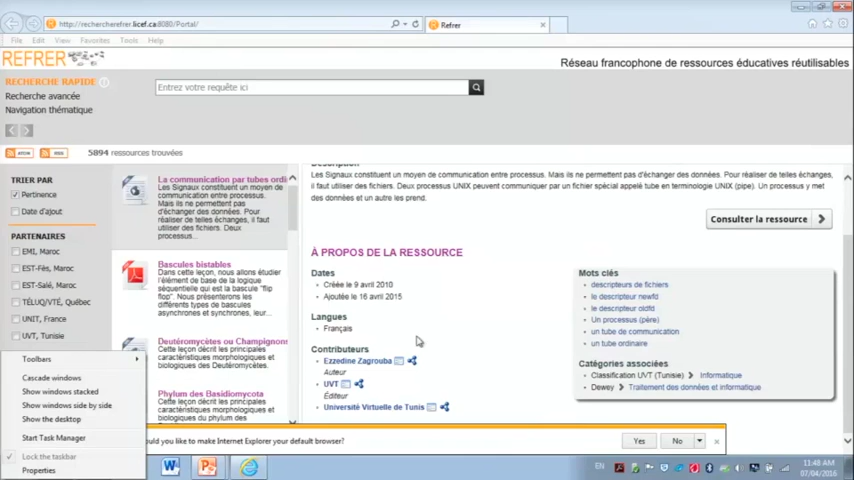 http://rechercherefrer.licef.ca:8080/Portal/
Refrer
File Edit View Favorites Tools Help
REFRER
Réseau francophone de ressources éducatives réutilisables
RECHERCHE RAPIDE
Recherche avancée
Navigation thématique
Entrez votre requête ici
ATOM RSS
5894 ressources trouvées
TRIER PAR
Pertinence
Date d'ajout
PARTENAIRES
EMI, Maroc
EST-Fès, Maroc
EST-Salé, Maroc
TÉLUQ/VTÉ, Québec
UNIT, France
UVT, Tunisie
La communication par tubes ordi
Les Signaux constituent un moyen de
communication entre processus.
Mais ils ne permettent pas
d'échanger des données. Pour
réaliser de telles échanges,
il faut utiliser des fichiers. Deux
processus...
Bascules bistables
Dans cette leçon, nous allons étudier
l'élément de base de la logique
séquentiel qui est la bascule "flip
flop". Nous présenterons les
différents types de bascules
asynchrones et synchrones, leur...
Deutéromycètes ou Champignon
Cette leçon décrit les principales
caractéristiques morphologiques et
biologiques des Deutéromycètes.
Phylum des Basidiomycota
Cette leçon décrit les principales
caractéristiques morphologiques et
biologiques du phylum des
Description
Les Signaux constituent un moyen de communication entre processus. Mais ils ne permettent pas d'échanger des données. Pour réaliser de telles échanges,
il faut utiliser des fichiers. Deux processus UNIX peuvent communiquer par un fichier spécial appelé tube en terminologie UNIX (pipe). Un processus y met
des données et un autre les prend.
Consulter la ressource
À PROPOS DE LA RESSOURCE
Dates
Créée le 9 avril 2010
Ajoutée le 16 avril 2015
Langues
Français
Contributeurs
Ezzedine Zagrouba
Auteur
UVT
Éditeur
Université Virtuelle de Tunis
Mots clés
descripteurs de fichiers
le descripteur newfd
le descripteur oldfd
Un processus (père)
un tube de communication
un tube ordinaire
Catégories associées
Classification UVT (Tunisie) Informatique
Dewey Traitement des données et informatique
Toolbars
Cascade windows
Show windows stacked
Show windows side by side
Show the desktop
Start Task Manager
Lock the taskbar
Properties
ould you like to make Internet Explorer your default browser?
Yes
No
EN
11:48 AM
07/04/2016